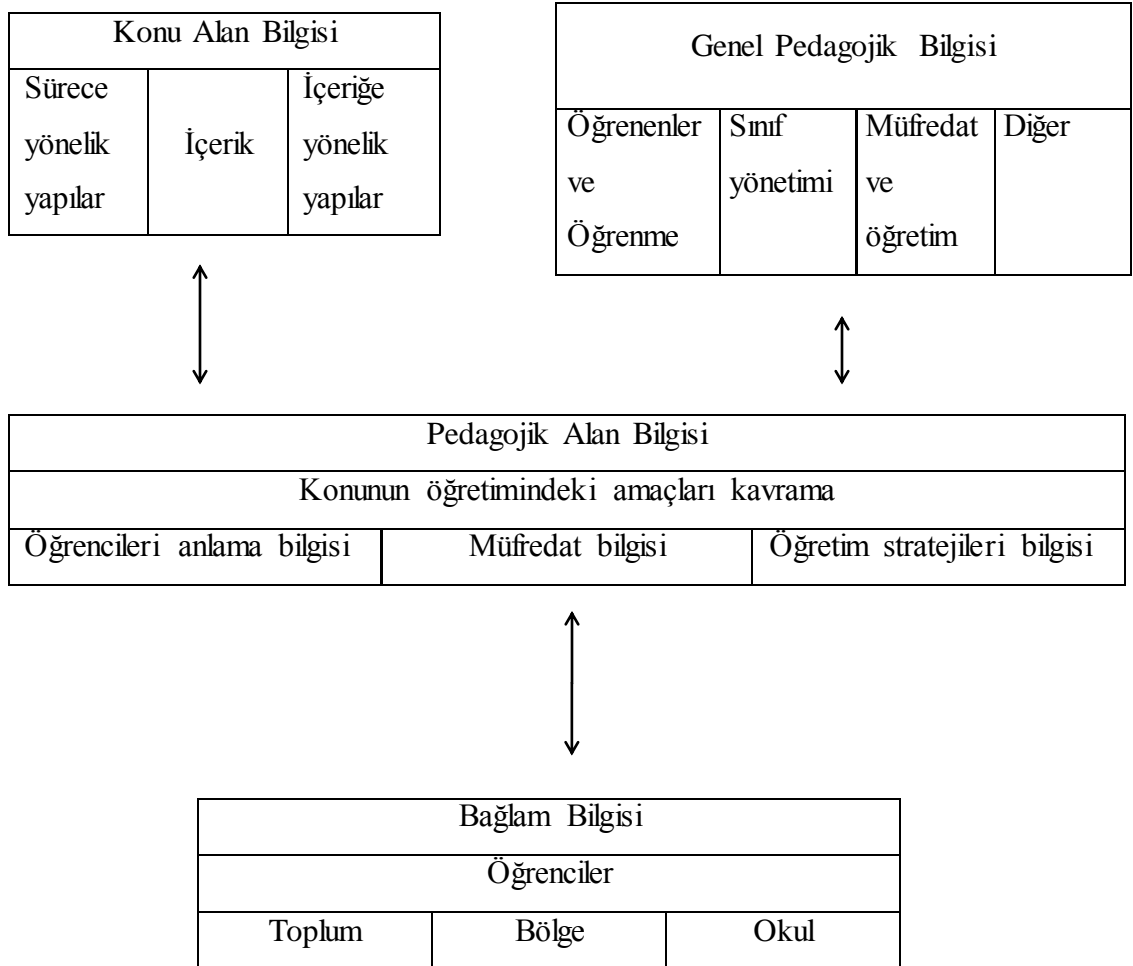 Konu Alan Bilgisi
Sürece
yönelik
yapılar
İçerik
İçeriğe
yönelik
yapılar
Genel Pedagojik Bilgisi
Öğrenenler
ve
Öğrenme
Sınıf
yönetimi
Müfredat
ve
öğretim
Diğer
Pedagojik Alan Bilgisi
Konunun öğretimindeki amaçları kavrama
Öğrencileri anlama bilgisi
Müfredat bilgisi
Öğretim stratejileri bilgisi
Bağlam Bilgisi
Öğrenciler
Toplum
Bölge
Okul